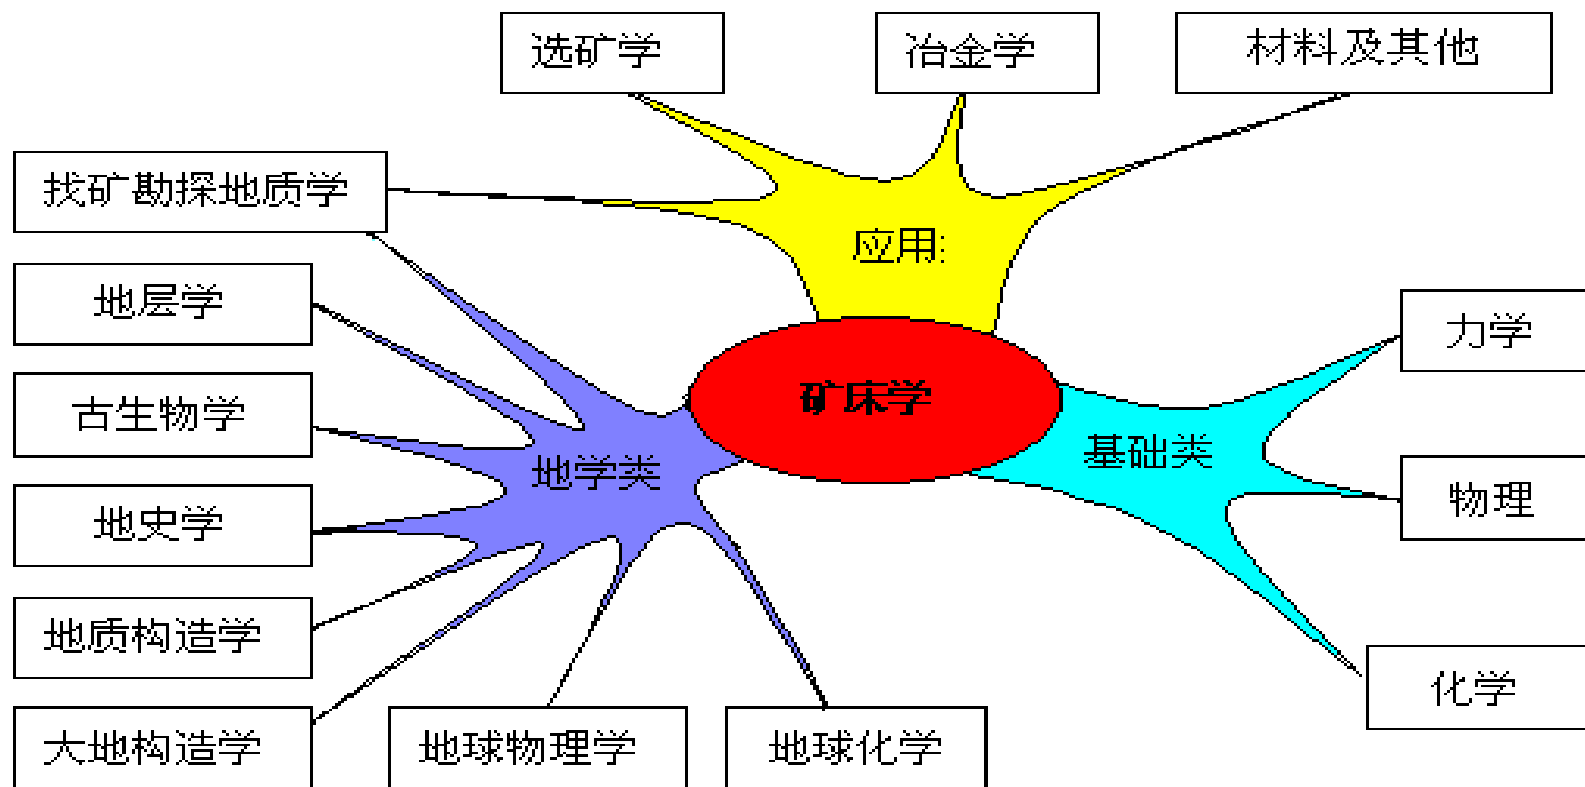 选矿学
冶金学
材料及其他
找矿勘探地质学
应用:
地层学
力学
古生物学
矿床学
基础类
地学类
物理
地史学
地质构造学
化学
大地构造学
地球物理学
地球化学